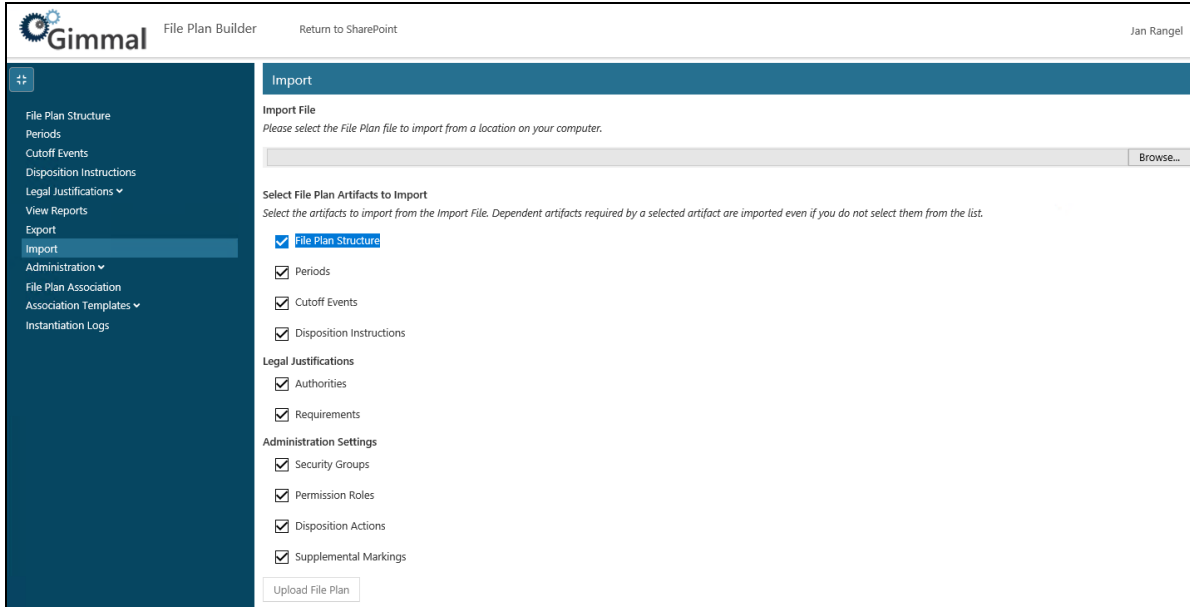 Gimmal File Plan Builder Return to SharePoint Jan Rangel
Import
File Plan Structure
Periods
Cutoff Events
Disposition Instructions
Legal Justifications
View Reports
Export
Import
Administration
File Plan Association
Association Templates
Instantiation Logs
Import File
Please select the File Plan file to import from a location on your computer.
Browse...
Select File Plan Artifacts to Import
Select the artifacts to import from the Import File. Dependent artifacts required by a selected artifact are imported even if you do not select them from the list.
File Plan Structure
Periods
Cutoff Events
Disposition Instructions
Legal Justifications
Authorities
Requirements
Administration Settings
Security Groups
Permission Roles
Disposition Actions
Supplemental Markings
Upload File Plan